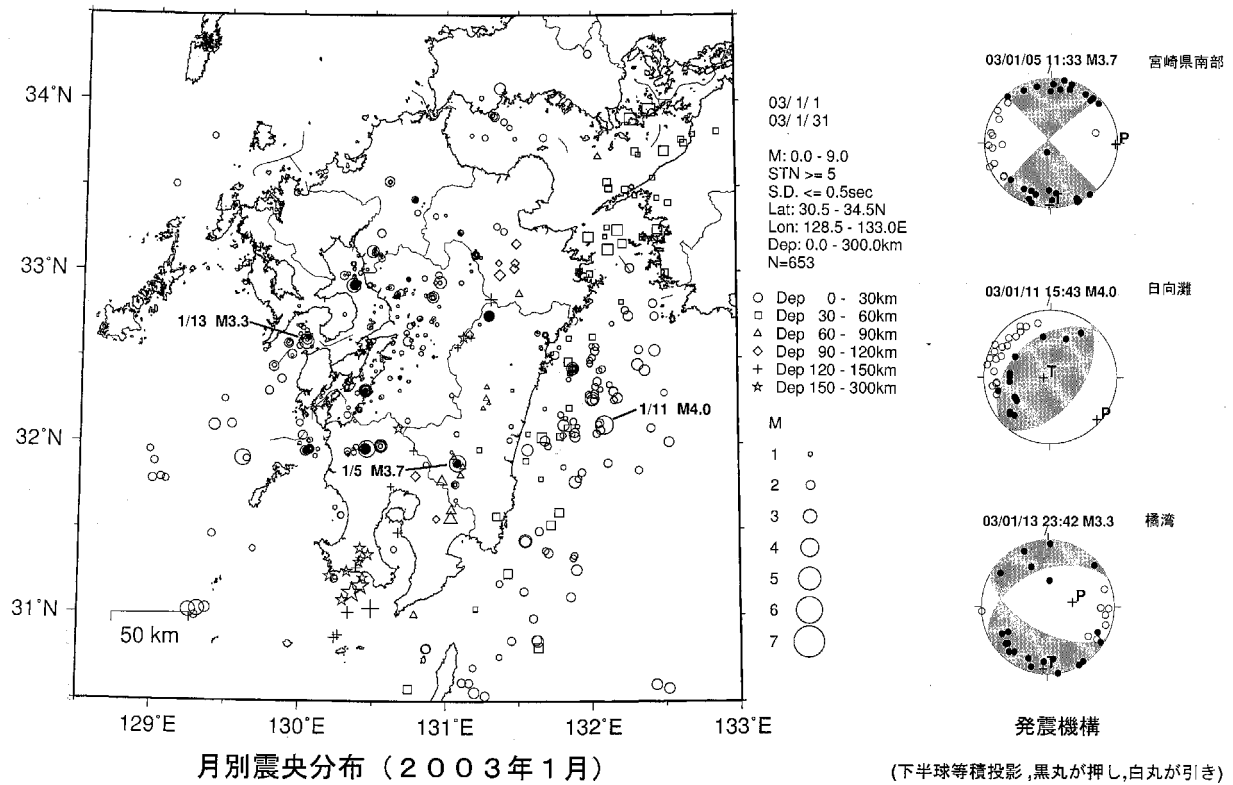 34°N
33°N
32°N
31°N
129°E
130°E
131°E
132°E
133°E
1/13 M3.3
1/11 M4.0
1/5 M3.7
50 km
月別震央分布（２００３年１月）
03/ 1/ 1
03/ 1/ 31
M: 0.0 - 9.0
STN >= 5
S.D. <= 0.5sec
Lat: 30.5 - 34.5N
Lon: 128.5 - 133.0E
Dep: 0.0 - 300.0km
N=653
Dep 0 - 30km
Dep 30 - 60km
Dep 60 - 90km
Dep 90 - 120km
Dep 120 - 150km
Dep 150 - 300km
M
1
2
3
4
5
6
7
03/01/05 11:33 M3.7 宮崎県南部
P
03/01/11 15:43 M4.0 日向灘
T
P
03/01/13 23:42 M3.3 橘湾
P
T
発震機構
(下半球等積投影,黒丸が押し,白丸が引き)